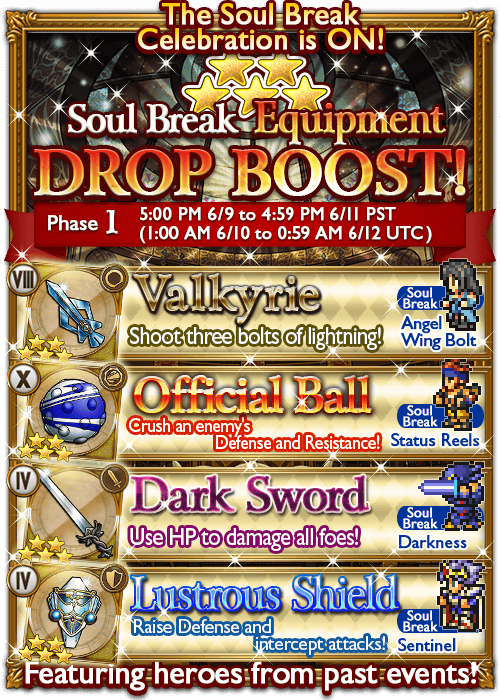 The Soul Break
Celebration is ON!
Soul Break Equipment
DROP BOOST!
Phase 1
5:00 PM 6/9 to 4:59 PM 6/11 PST
(1:00 AM 6/10 to 0:59 AM 6/12 UTC)
VIII
Valkyrie
Shoot three bolts of lightning!
Soul
Break
Angel
Wing Bolt
X
Official Ball
Crush an enemy's
Defense and Resistance!
Soul
Break
Status Reels
IV
Dark Sword
Use HP to damage all foes!
Soul
Break
Darkness
IV
Lustrous Shield
Raise Defense and
intercept attacks!
Soul
Break
Sentinel
Featuring heroes from past events!